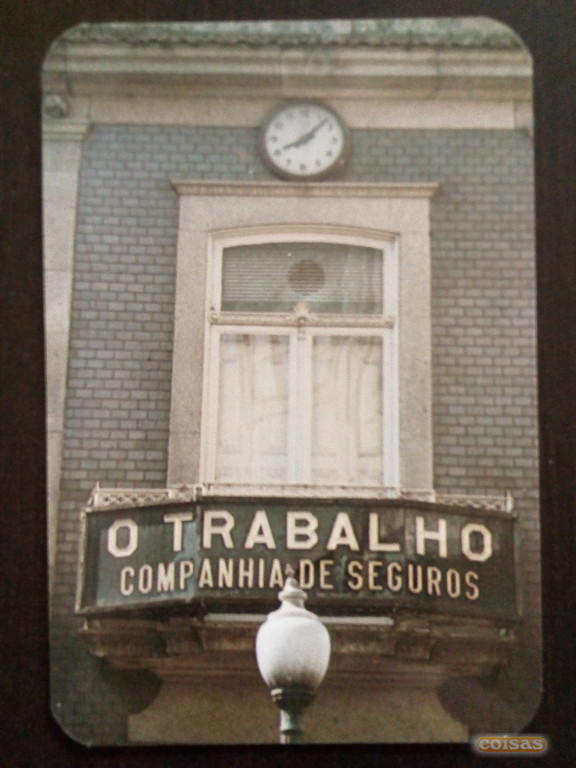 O TRABALHO
COMPANHIA DE SEGUROS
coisas